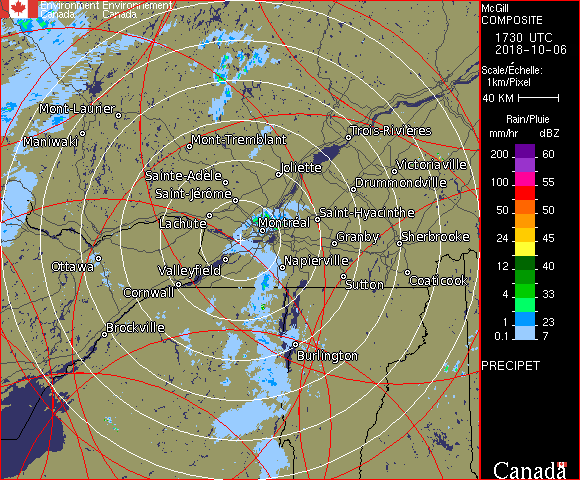 Environment Environnement
Canada Canada
McGill
COMPOSITE
1730 UTC
2018-10-06
Scale/Échelle:
1km/Pixel
40 KM
Rain/Pluie
mm/hr dBZ
200 60
100 55
50 50
24 45
12 40
4 33
1 23
0.1 7
PRECIPET
Canada
Mont-Laurier
Maniwaki
Mont-Tremblant
Trois-Rivières
Sainte-Adèle
Joliette
Victoriaville
Saint-Jérôme
Drummondville
Lachute
Montréal
Saint-Hyacinthe
Granby
Sherbrooke
Ottawa
Valleyfield
Napierville
Cornwall
Sutton
Coaticook
Brockville
Burlington